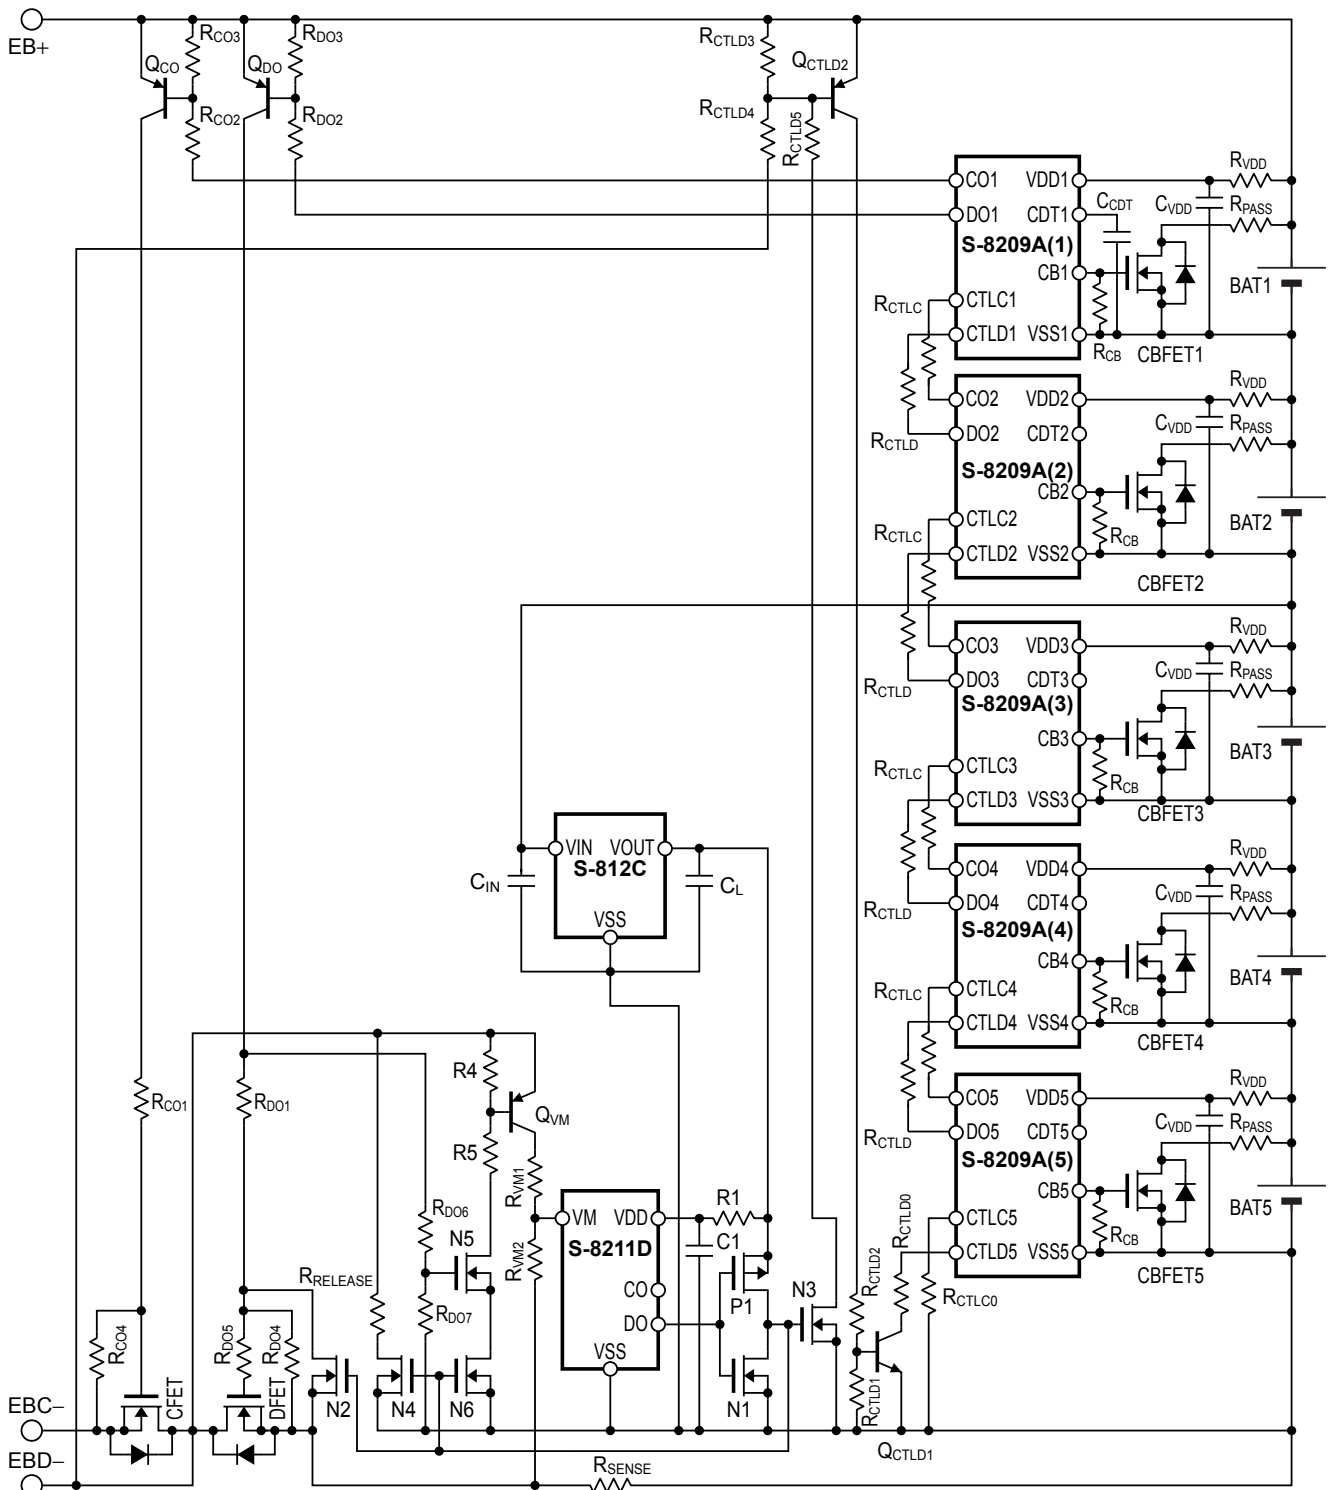 EB+
RCO3
RDO3
RCTLD3
QCO
QDO
QCTLD2
RCO2
RDO2
RCTLD4
RCTLD5
CO1
VDD1
RVDD
DO1
CDT1
CCDT
CVDD
RPASS
S-8209A(1)
CB1
BAT1
RCTLC
CTLC1
CTLD1
VSS1
RCB
CBFET1
RVDD
CO2
VDD2
CVDD
RPASS
RCTLD
DO2
CDT2
S-8209A(2)
CB2
BAT2
RCTLC
CTLC2
RCB
CTLD2
VSS2
CBFET2
RVDD
CO3
VDD3
CVDD
RPASS
RCTLD
DO3
CDT3
S-8209A(3)
CB3
BAT3
RCTLC
CTLC3
RCB
CTLD3
VSS3
CBFET3
VIN
VOUT
S-812C
CIN
CL
VSS
RVDD
CO4
VDD4
CVDD
RPASS
RCTLD
DO4
CDT4
S-8209A(4)
CB4
BAT4
RCTLC
CTLC4
RCB
CTLD4
VSS4
CBFET4
R4
RCO1
RDO1
QVM
R5
RVM1
RVDD
CO5
VDD5
CVDD
RPASS
RCTLD
DO5
CDT5
S-8209A(5)
CB5
BAT5
RDO6
N5
VM
VDD
R1
S-8211D
C1
RVM2
CO
P1
DO
VSS
N3
RCTLD0
CTLC5
RCB
CTLD5
VSS5
CBFET5
RCTLD2
RCTLC0
RRELEASE
RDO7
RCO4
RDO5
RDO4
CFET
DFET
N2
N4
N6
N1
RCTLD1
QCTLD1
EBC−
EBD−
RSENSE